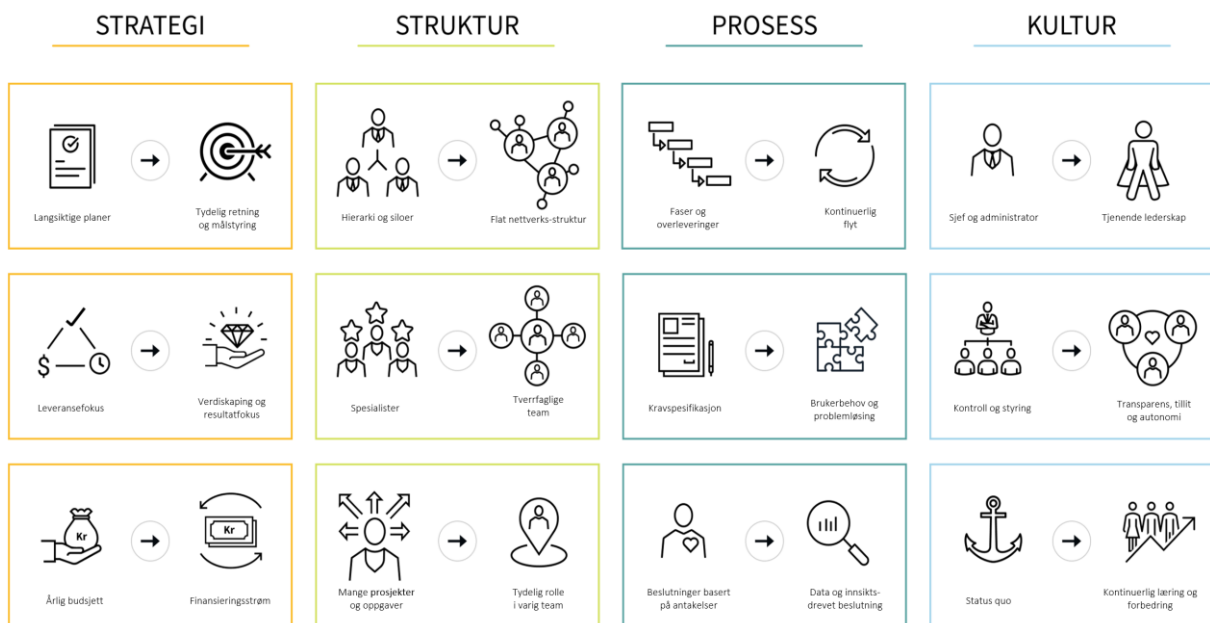 STRATEGI
STRUKTUR
PROSESS
KULTUR
Langsiktige planer
Tydelig retning
og målstyring
Hierarki og siloer
Flat nettverks-struktur
Faser og
overleveringer
Kontinuerlig
flyt
Sjef og administrator
Tjenende lederskap
$
Leveransefokus
Verdiskaping og
resultatfokus
Spesialister
Tverrfaglige
team
Kravspesifikasjon
Brukerbehov og
problemløsing
Kontroll og styring
Transparens, tillit
og autonomi
Kr
Årlig budsjett
Kr
Finansieringsstrøm
Mange prosjekter
og oppgaver
Tydelig rolle
i varig team
Beslutninger basert
på antakelser
Data og innsikts-
drevet beslutning
Status quo
Kontinuerlig læring og
forbedring